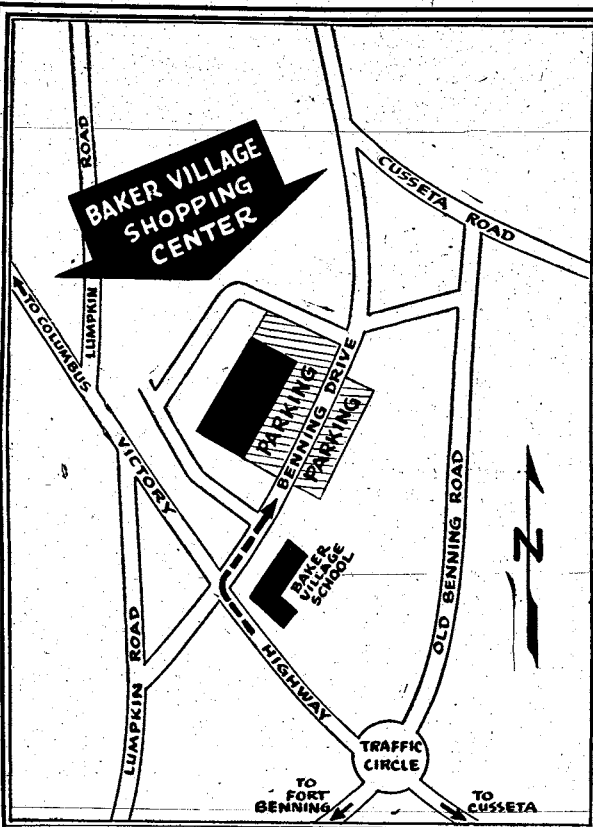 ROAD
BAKER VILLAGE
SHOPPING
CENTER
CUSSETA ROAD
TO COLUMBUS
LUMPKIN
VICTORY
PARKING
BENNING DRIVE
PARKING
BAKER
VILLAGE
SCHOOL
OLD BENNING ROAD
N
LUMPKIN ROAD
HIGHWAY
TRAFFIC
CIRCLE
TO
FORT
BENNING
TO
CUSSETA